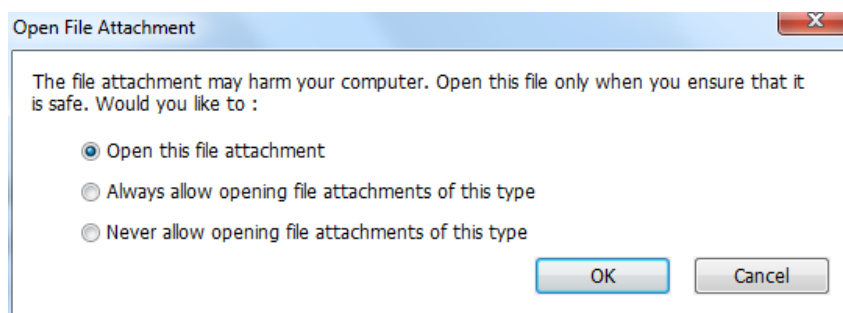 Open File Attachment
The file attachment may harm your computer. Open this file only when you ensure that it
is safe. Would you like to :
Open this file attachment
Always allow opening file attachments of this type
Never allow opening file attachments of this type
OK Cancel